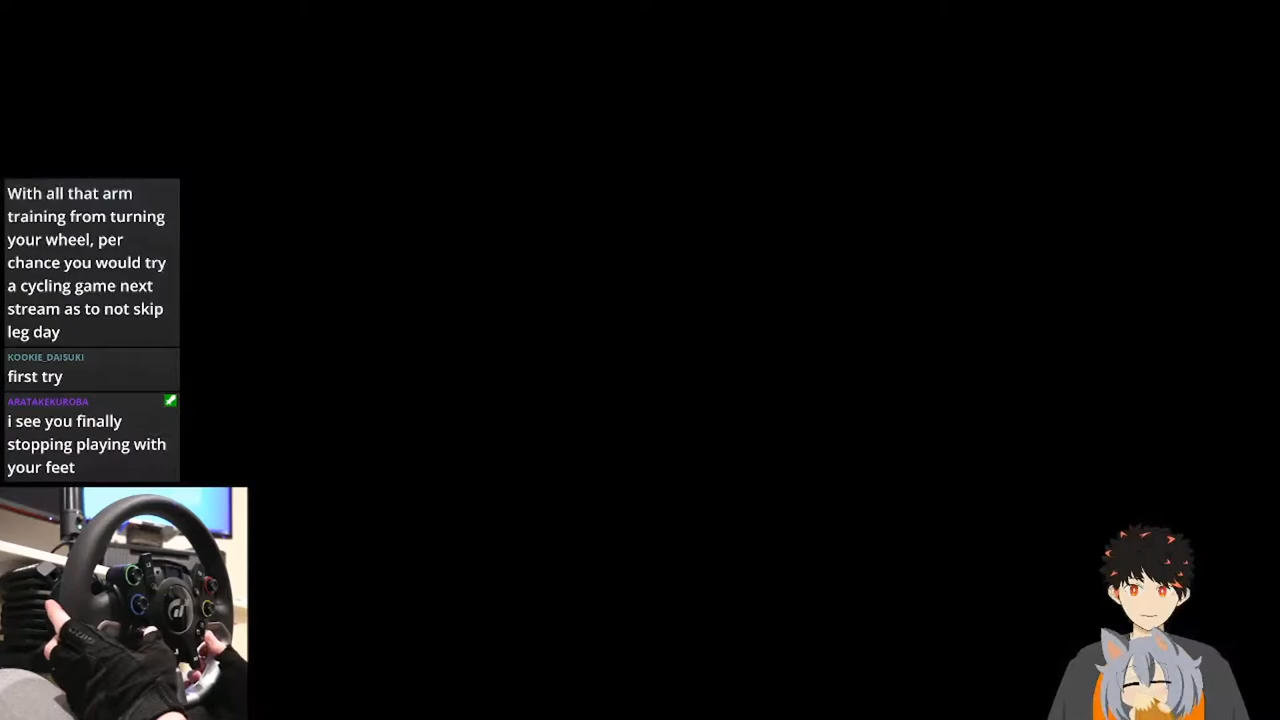 With all that arm
training from turning
your wheel, per
chance you would try
a cycling game next
stream as to not skip
leg day
KOOKIE_DAISUKI
first try
ARATAKEKUROBA
i see you finally
stopping playing with
your feet